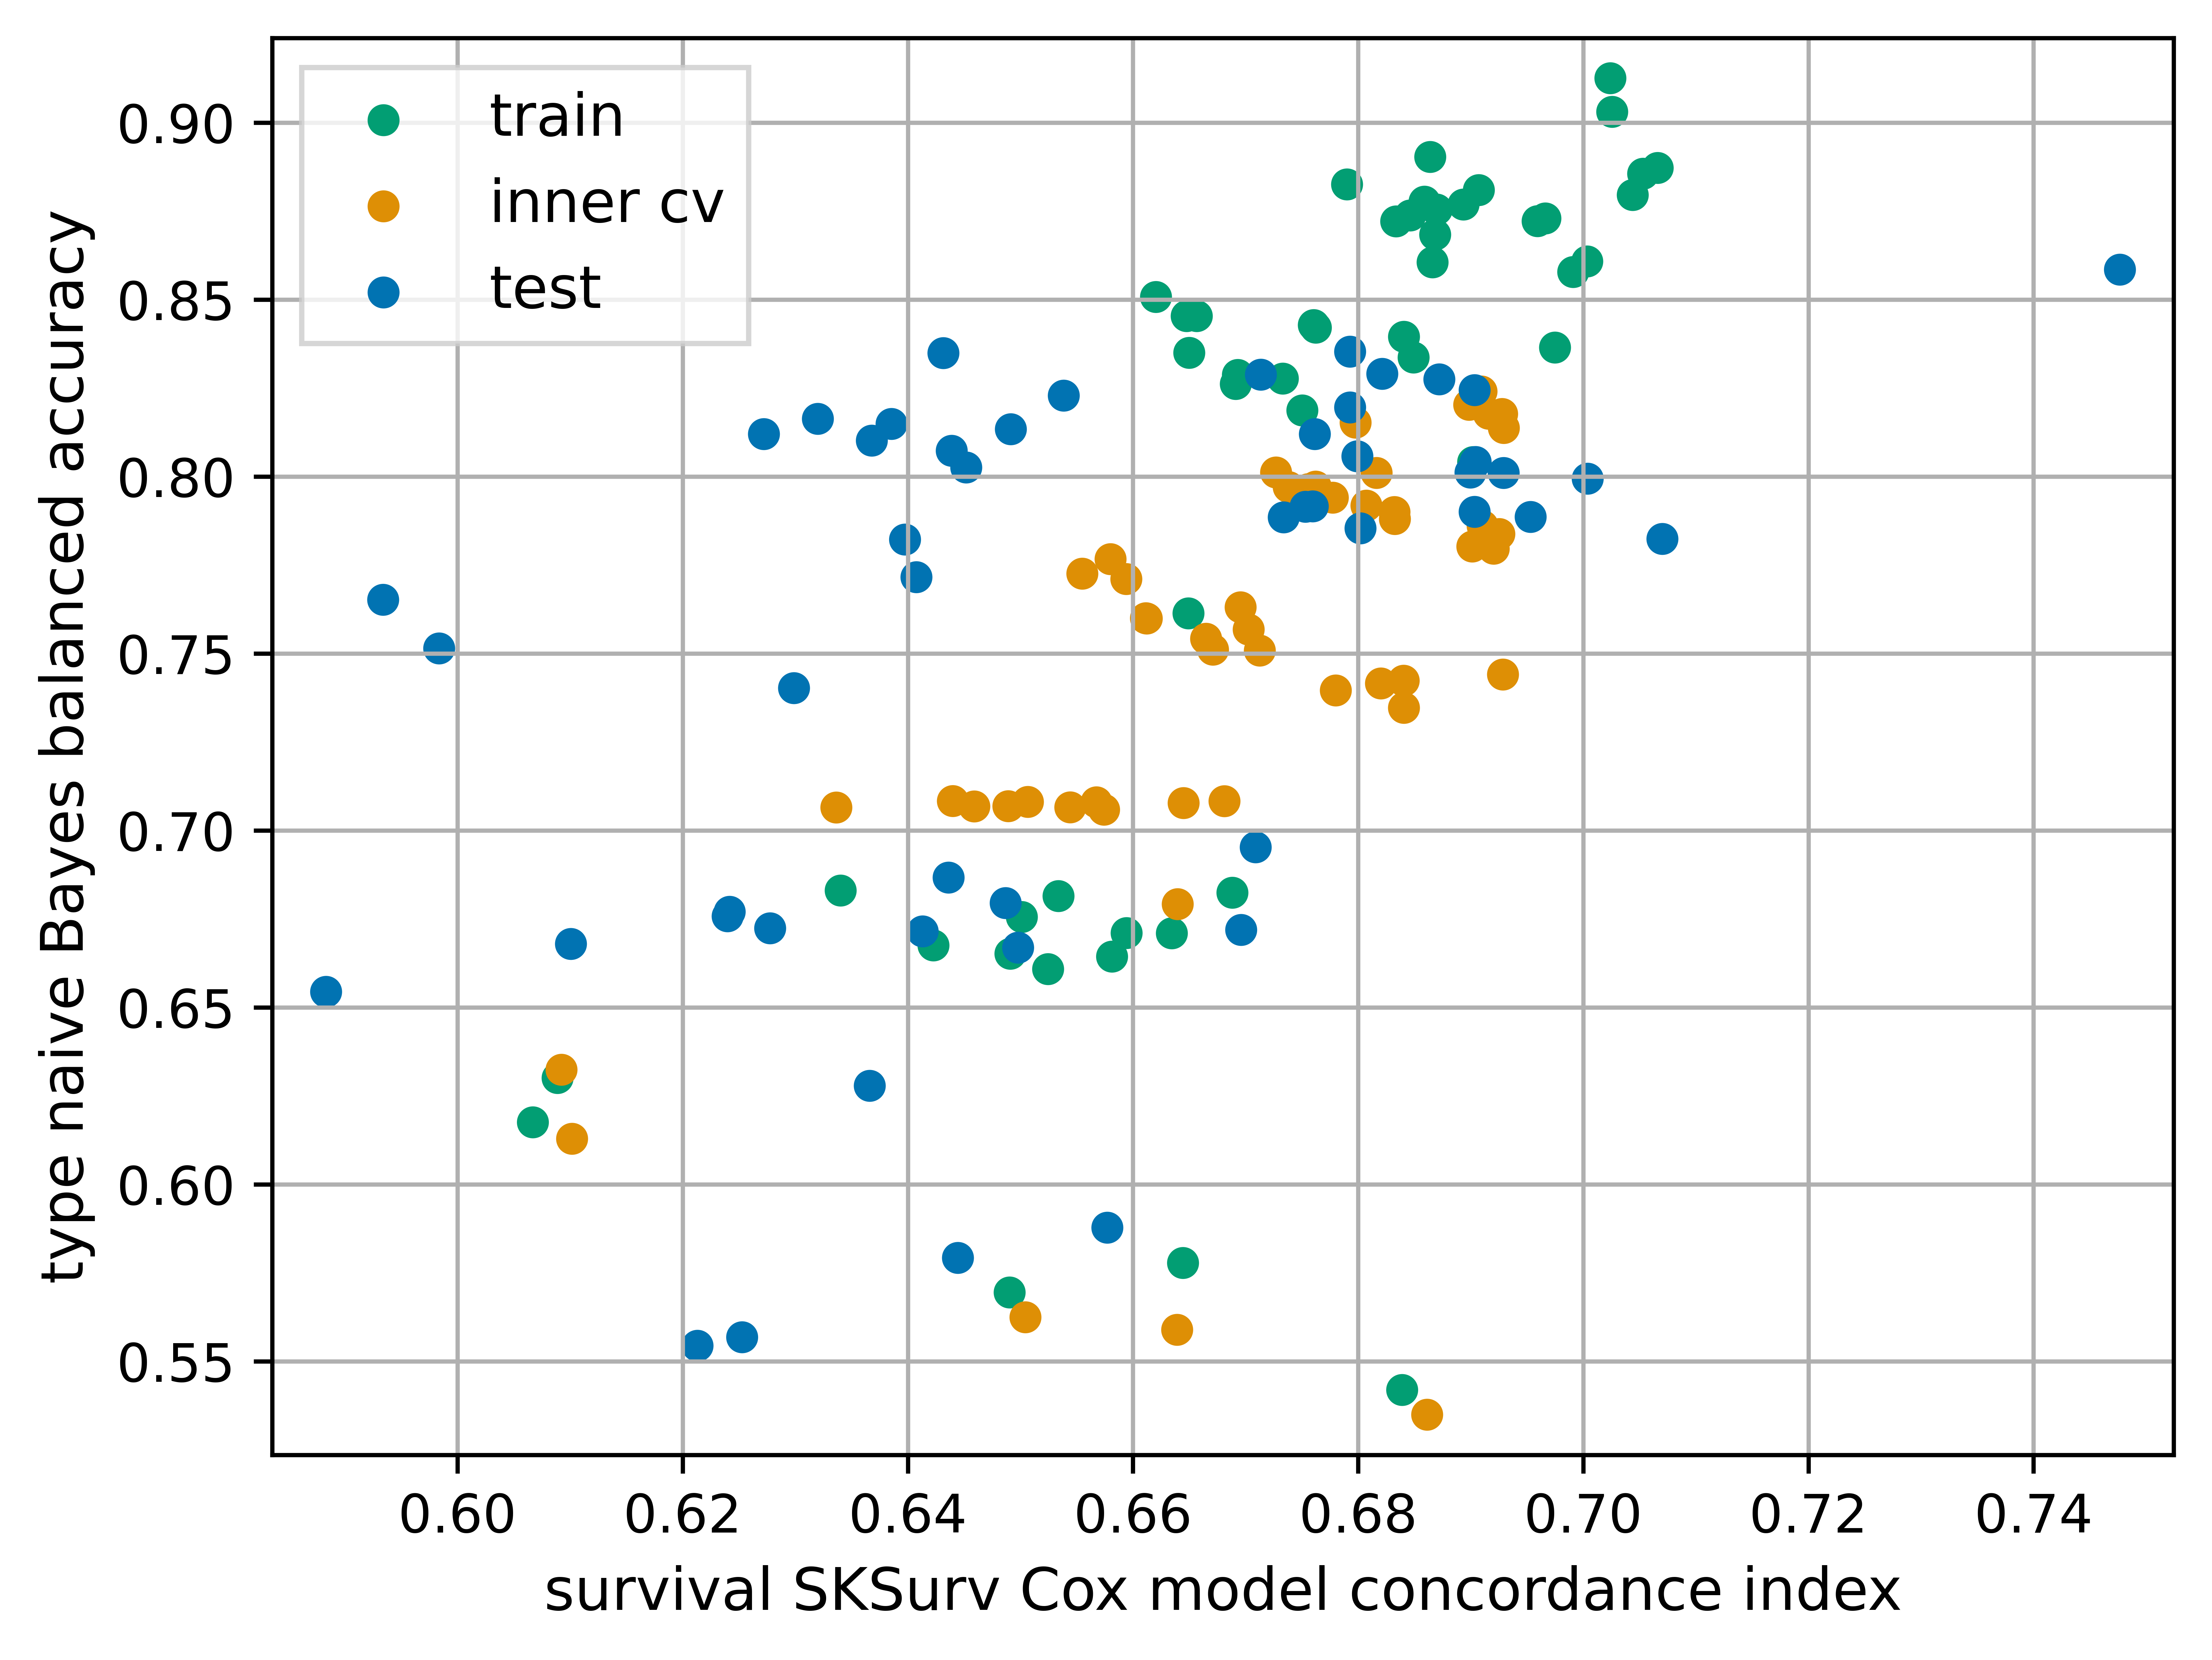 train
inner cv
test
type naive Bayes balanced accuracy
0.90
0.85
0.80
0.75
0.70
0.65
0.60
0.55
0.60 0.62 0.64 0.66 0.68 0.70 0.72 0.74
survival SKSurv Cox model concordance index